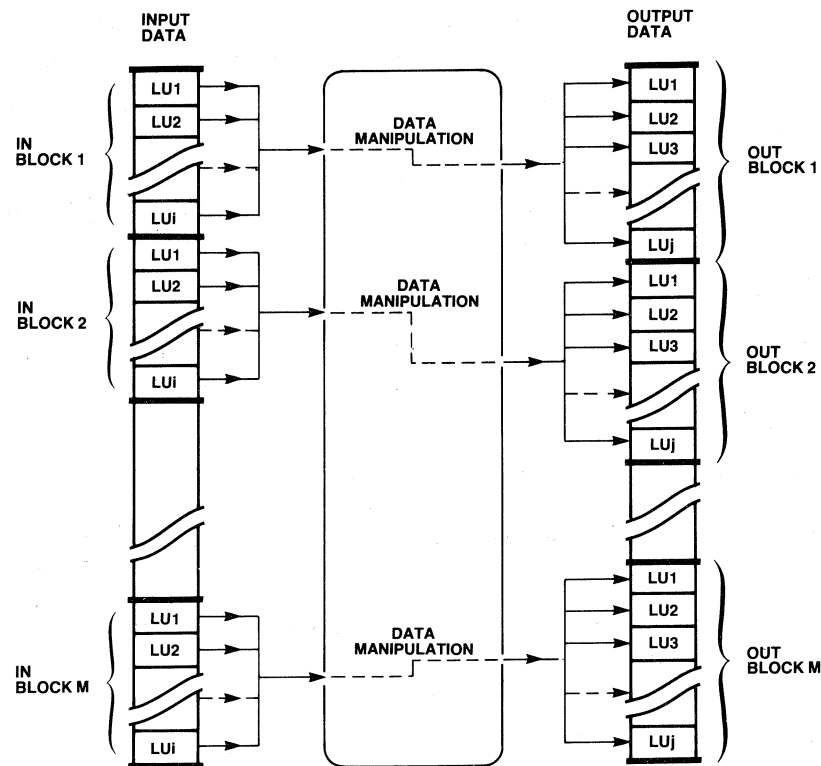 INPUT
DATA
OUTPUT
DATA
IN
BLOCK 1
LU1
LU2
LUi
DATA
MANIPULATION
LU1
LU2
LU3
LUj
OUT
BLOCK 1
IN
BLOCK 2
LU1
LU2
LUi
DATA
MANIPULATION
LU1
LU2
LU3
LUj
OUT
BLOCK 2
IN
BLOCK M
LU1
LU2
LUi
DATA
MANIPULATION
LU1
LU2
LU3
LUj
OUT
BLOCK M